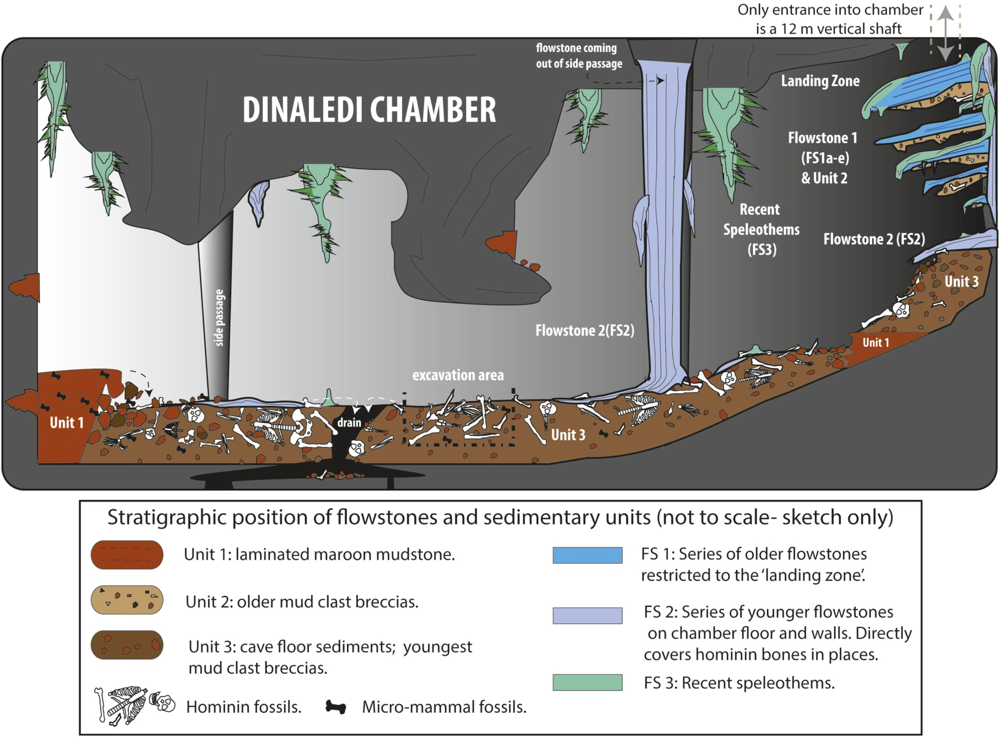 Only entrance into chamber
is a 12 m vertical shaft
flowstone coming
out of side passage
DINALEDI CHAMBER
Landing Zone
Flowstone 1
(FS1a-e)
& Unit 2
Recent
Speleothems
(FS3)
Flowstone 2 (FS2)
Unit 3
side passage
Flowstone 2(FS2)
Unit 1
excavation area
Unit 1
drain
Unit 3
Stratigraphic position of flowstones and sedimentary units (not to scale- sketch only)
Unit 1: laminated maroon mudstone.
Unit 2: older mud clast breccias.
Unit 3: cave floor sediments; youngest
mud clast breccias.
Hominin fossils.
Micro-mammal fossils.
FS 1: Series of older flowstones
restricted to the 'landing zone'.
FS 2: Series of younger flowstones
on chamber floor and walls. Directly
covers hominin bones in places.
FS 3: Recent speleothems.